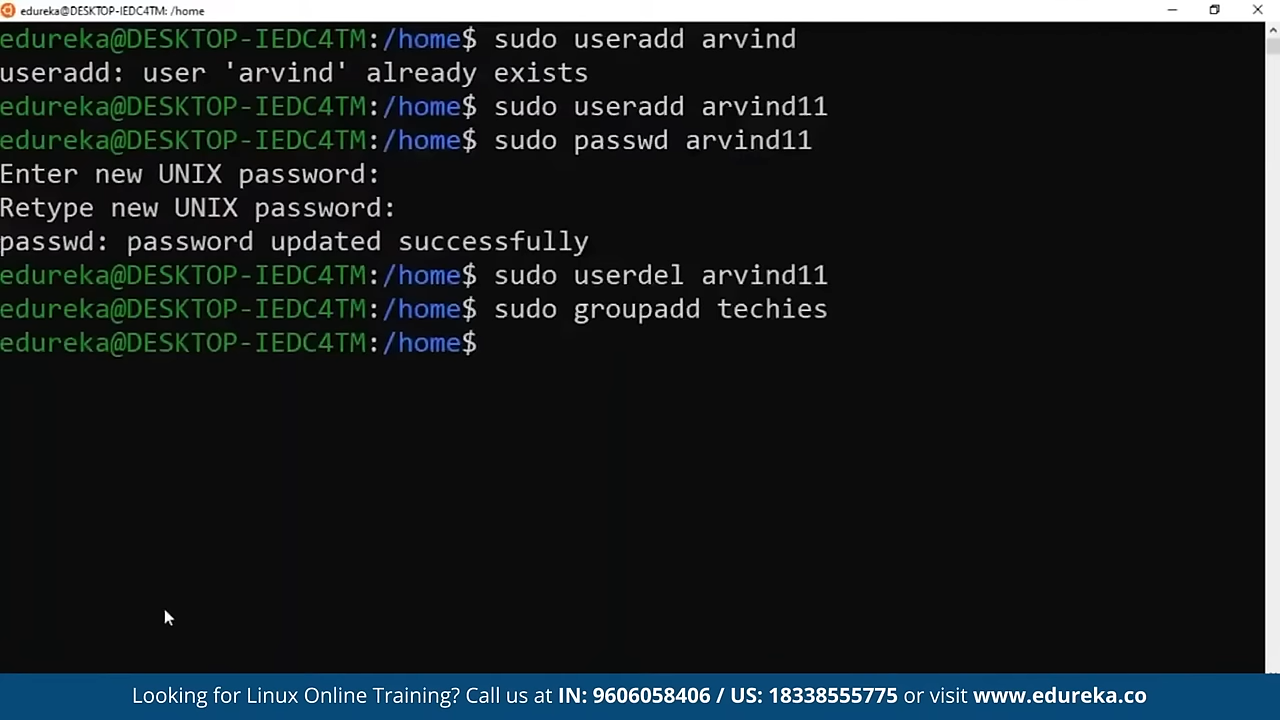 edureka@DESKTOP-IEDC4TM: /home
edureka@DESKTOP-IEDC4TM:/home$ sudo useradd arvind
useradd: user 'arvind' already exists
edureka@DESKTOP-IEDC4TM:/home$ sudo useradd arvind11
edureka@DESKTOP-IEDC4TM:/home$ sudo passwd arvind11
Enter new UNIX password:
Retype new UNIX password:
passwd: password updated successfully
edureka@DESKTOP-IEDC4TM:/home$ sudo userdel arvind11
edureka@DESKTOP-IEDC4TM:/home$ sudo groupadd techies
edureka@DESKTOP-IEDC4TM:/home$
Looking for Linux Online Training? Call us at IN: 9606058406 / US: 18338555775 or visit www.edureka.co